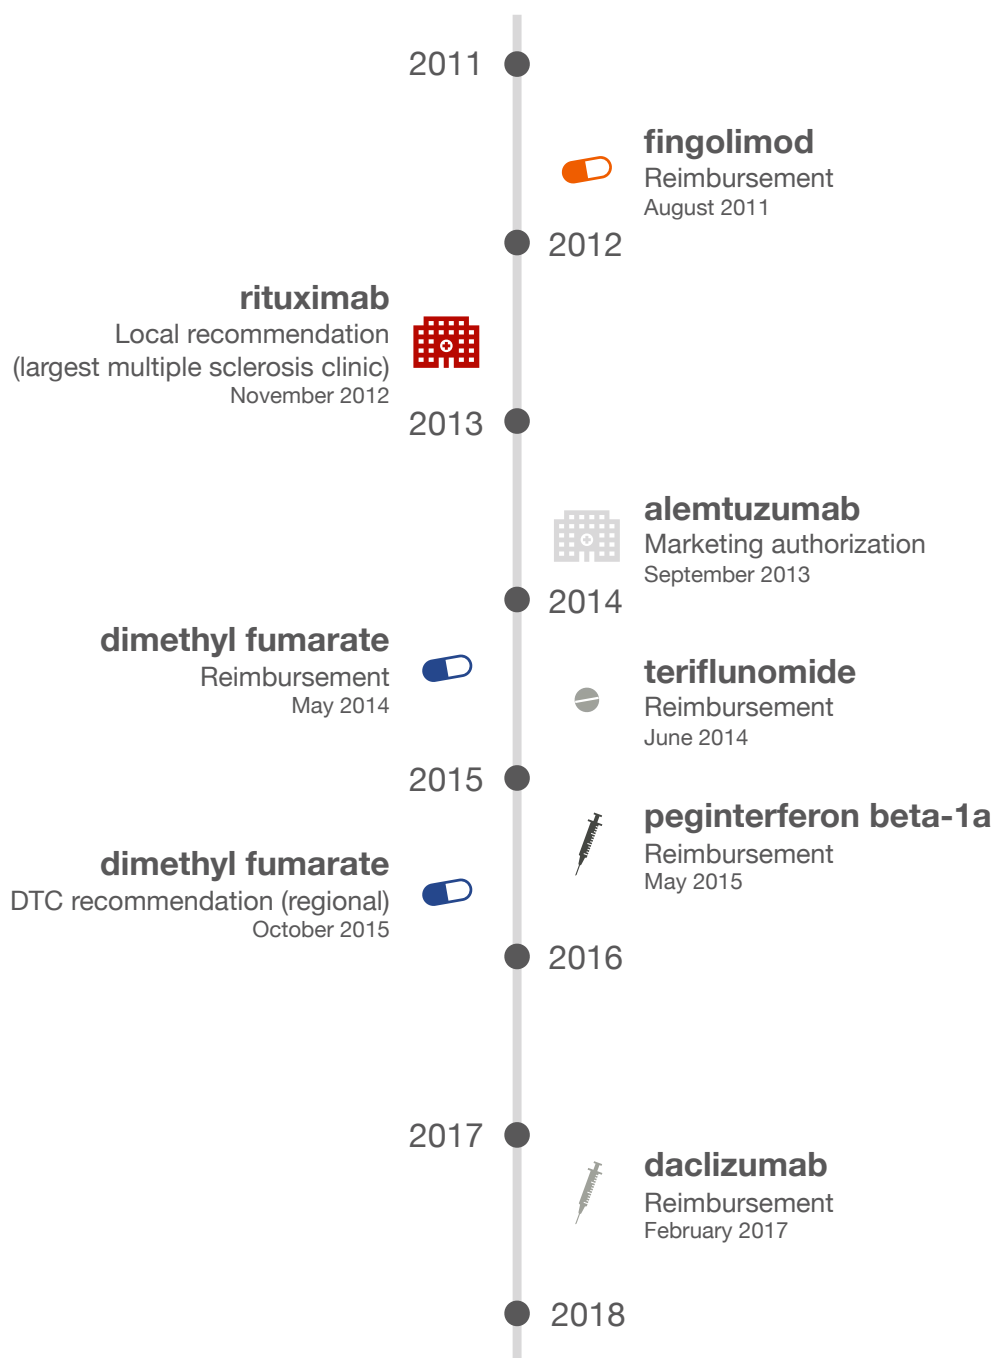 2011
fingolimod
Reimbursement
August 2011
2012
rituximab
Local recommendation
(largest multiple sclerosis clinic)
November 2012
2013
alemtuzumab
Marketing authorization
September 2013
2014
dimethyl fumarate
Reimbursement
May 2014
teriflunomide
Reimbursement
June 2014
2015
peginterferon beta-1a
Reimbursement
May 2015
dimethyl fumarate
DTC recommendation (regional)
October 2015
2016
2017
daclizumab
Reimbursement
February 2017
2018